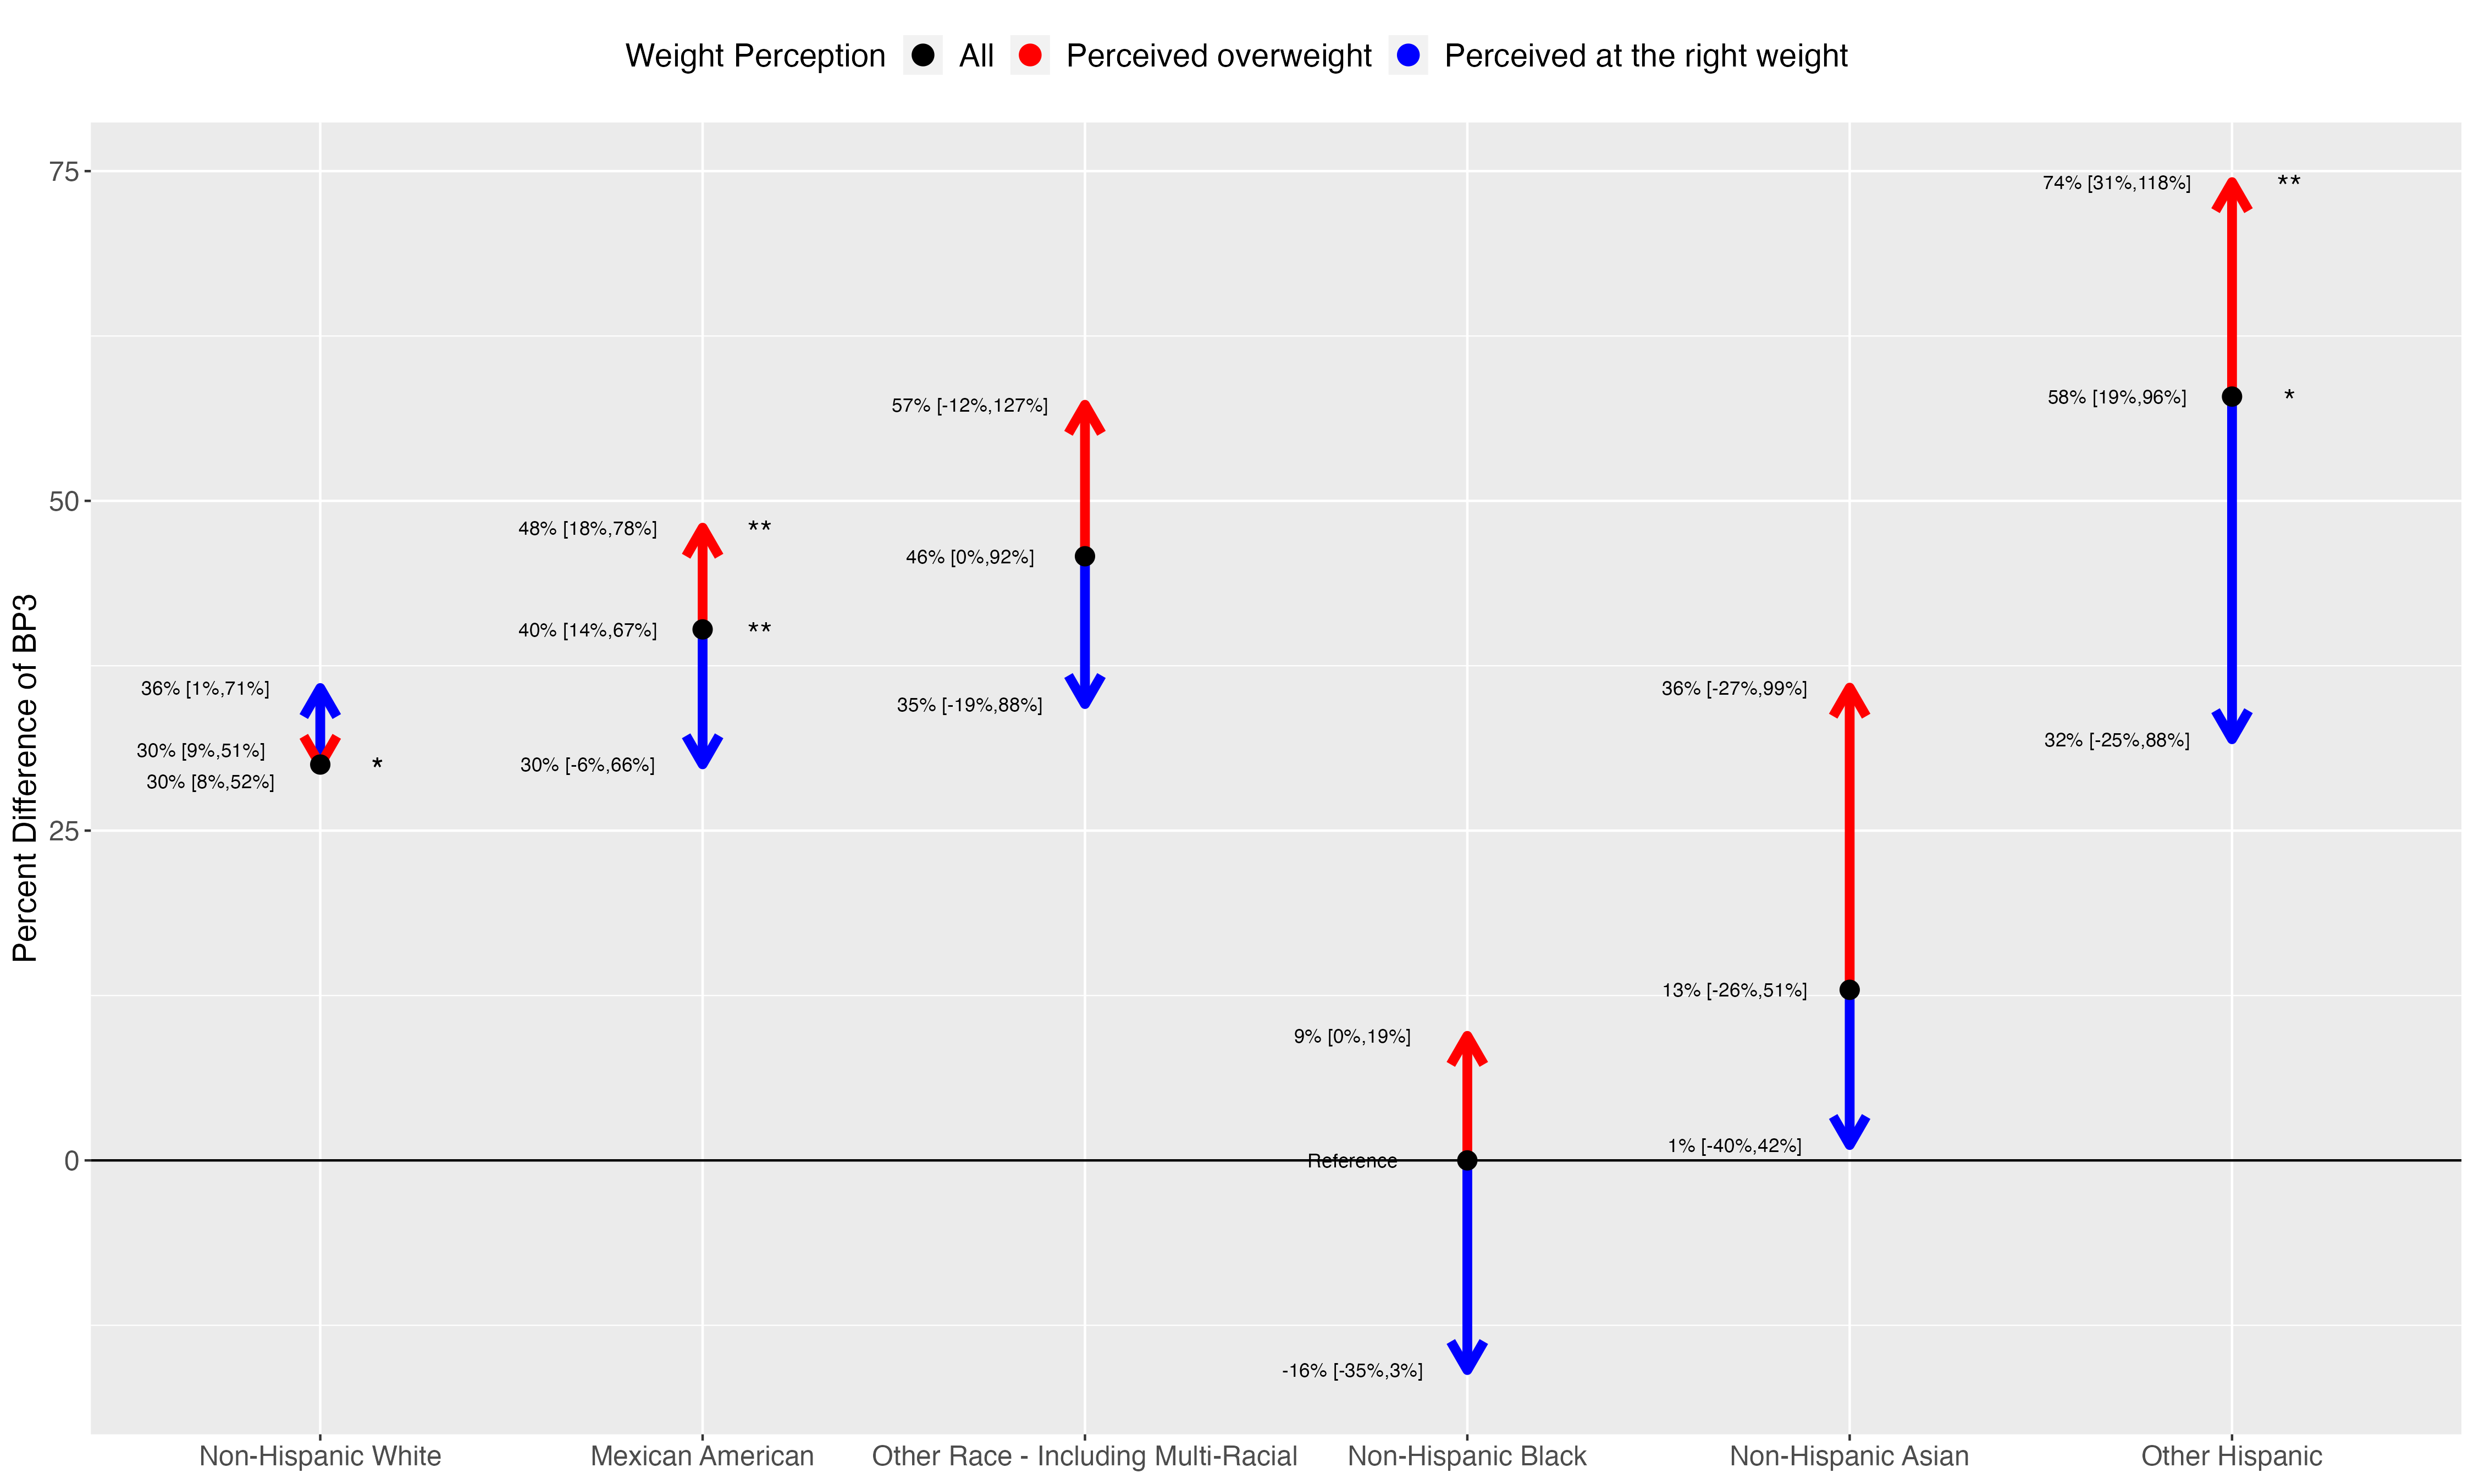 Weight Perception All Perceived overweight Perceived at the right weight
Percent Difference of BP3
75
50
25
0
36% [1%,71%]
30% [9%,51%]
*
30% [8%,52%]
48% [18%,78%] **
40% [14%,67%] **
30% [-6%,66%]
57% [-12%,127%]
46% [0%,92%]
35% [-19%,88%]
9% [0%,19%]
Reference
-16% [-35%,3%]
36% [-27%,99%]
13% [-26%,51%]
1% [-40%,42%]
74% [31%,118%] **
58% [19%,96%] *
32% [-25%,88%]
Non-Hispanic White
Mexican American
Other Race - Including Multi-Racial
Non-Hispanic Black
Non-Hispanic Asian
Other Hispanic